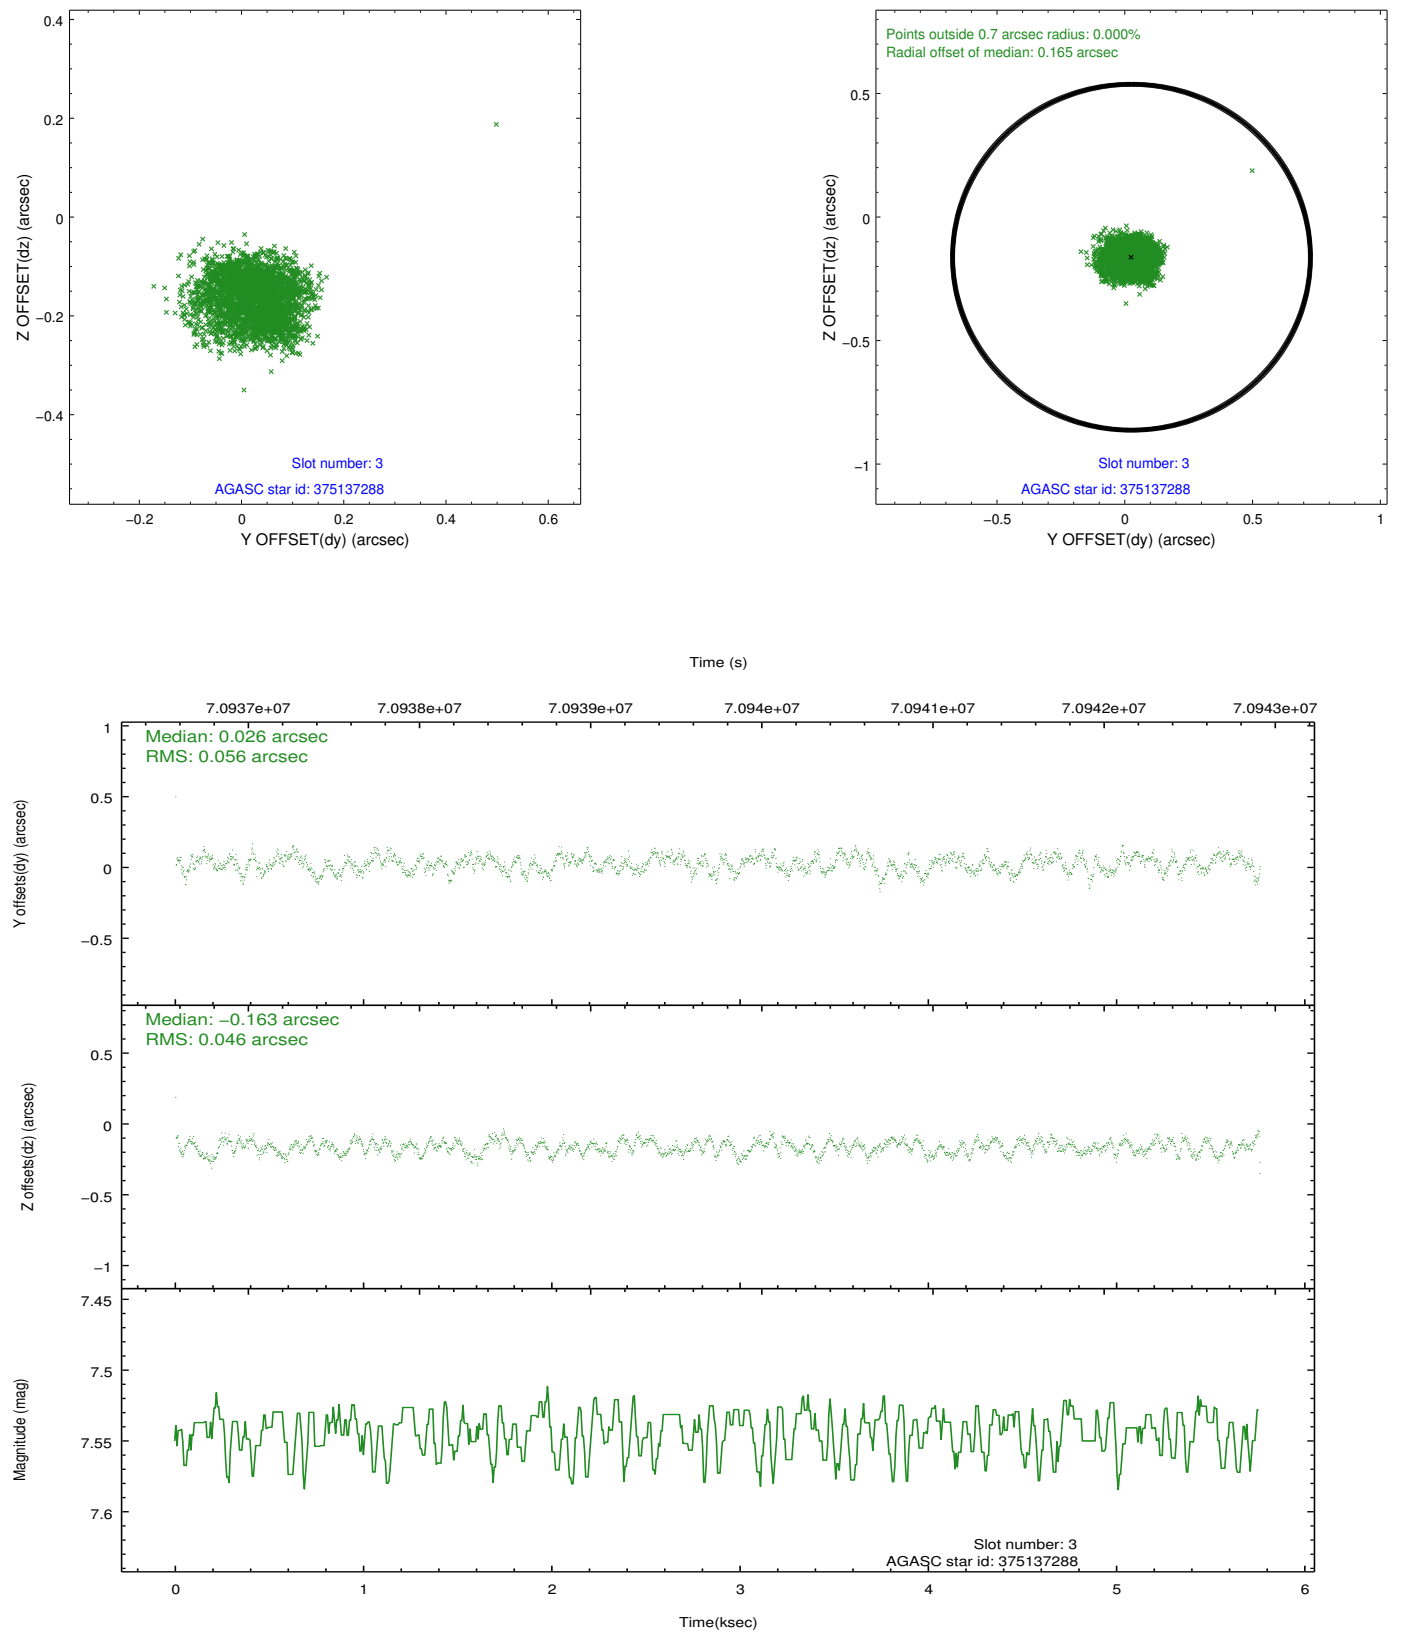 0.4
0.2
0
−0.2
−0.4
Z OFFSET(dz) (arcsec)
Slot number: 3
AGASC star id: 375137288
−0.2 0 0.2 0.4 0.6
Y OFFSET(dy) (arcsec)
Points outside 0.7 arcsec radius: 0.000%
Radial offset of median: 0.165 arcsec
0.5
0
−0.5
−1
Z OFFSET(dz) (arcsec)
Slot number: 3
AGASC star id: 375137288
−0.5 0 0.5 1
Y OFFSET(dy) (arcsec)
Time (s)
7.0937e+07 7.0938e+07 7.0939e+07 7.094e+07 7.0941e+07 7.0942e+07 7.0943e+07
Median: 0.026 arcsec
RMS: 0.056 arcsec
1
0.5
0
−0.5
Y offsets(dy) (arcsec)
Median: −0.163 arcsec
RMS: 0.046 arcsec
0.5
0
−0.5
−1
Z offsets(dz) (arcsec)
7.45
7.5
7.55
7.6
Magnitude (mag)
Slot number: 3
AGASC star id: 375137288
0 1 2 3 4 5 6
Time(ksec)